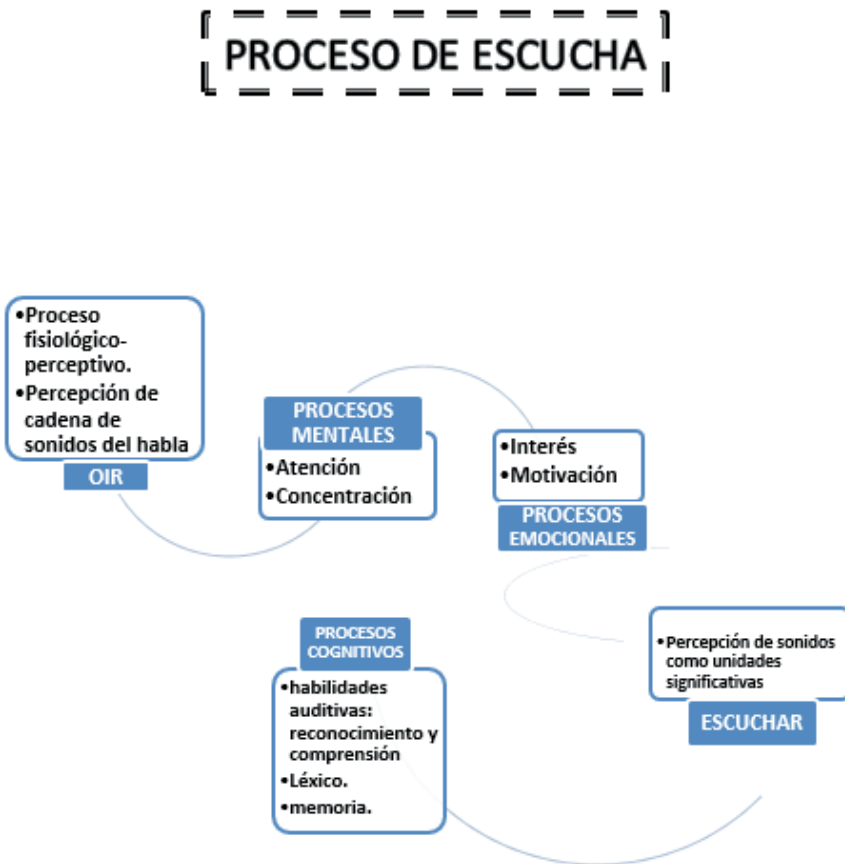 PROCESO DE ESCUCHA
•Proceso
fisiológico-
perceptivo.
•Percepción de
cadena de
sonidos del habla
OIR
PROCESOS
MENTALES
•Atención
•Concentración
•Interés
•Motivación
PROCESOS
EMOCIONALES
•Percepción de sonidos
como unidades
significativas
ESCUCHAR
PROCESOS
COGNITIVOS
•habilidades
auditivas:
reconocimiento y
comprensión
•Léxico.
•memoria.